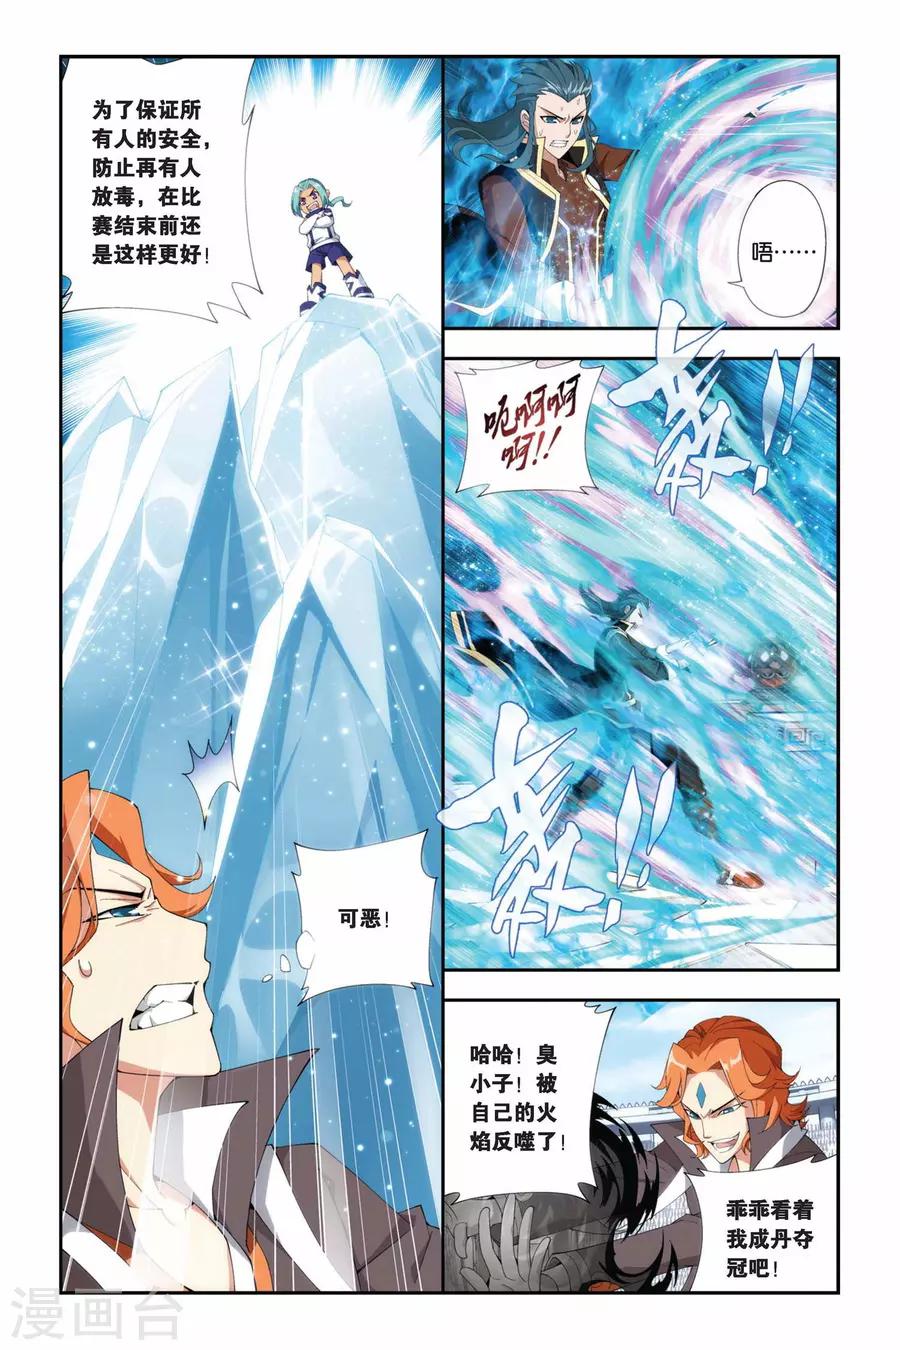 为了保证所
有人的安全，
防止再有人
放毒，在比
赛结束前还
是这样更好！
可恶！
唔……
呃啊啊
啊！！
哈哈！臭
小子！被
自己的火
焰反噬了！
乖乖看着
我成丹夺
冠吧！
漫画台